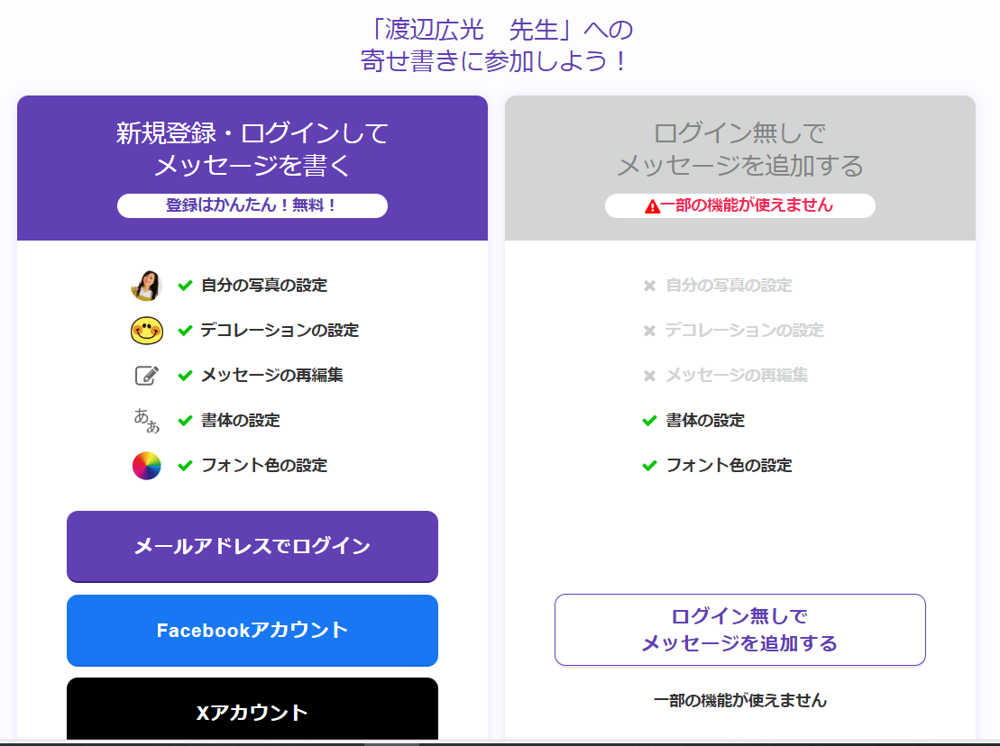 「渡辺広光　先生」への
寄せ書きに参加しよう！
新規登録・ログインして
メッセージを書く
登録はかんたん！無料！
自分の写真の設定
デコレーションの設定
メッセージの再編集
あぁ
書体の設定
フォント色の設定
メールアドレスでログイン
Facebookアカウント
Xアカウント
ログイン無しで
メッセージを追加する
一部の機能が使えません
自分の写真の設定
デコレーションの設定
メッセージの再編集
書体の設定
フォント色の設定
ログイン無しで
メッセージを追加する
一部の機能が使えません